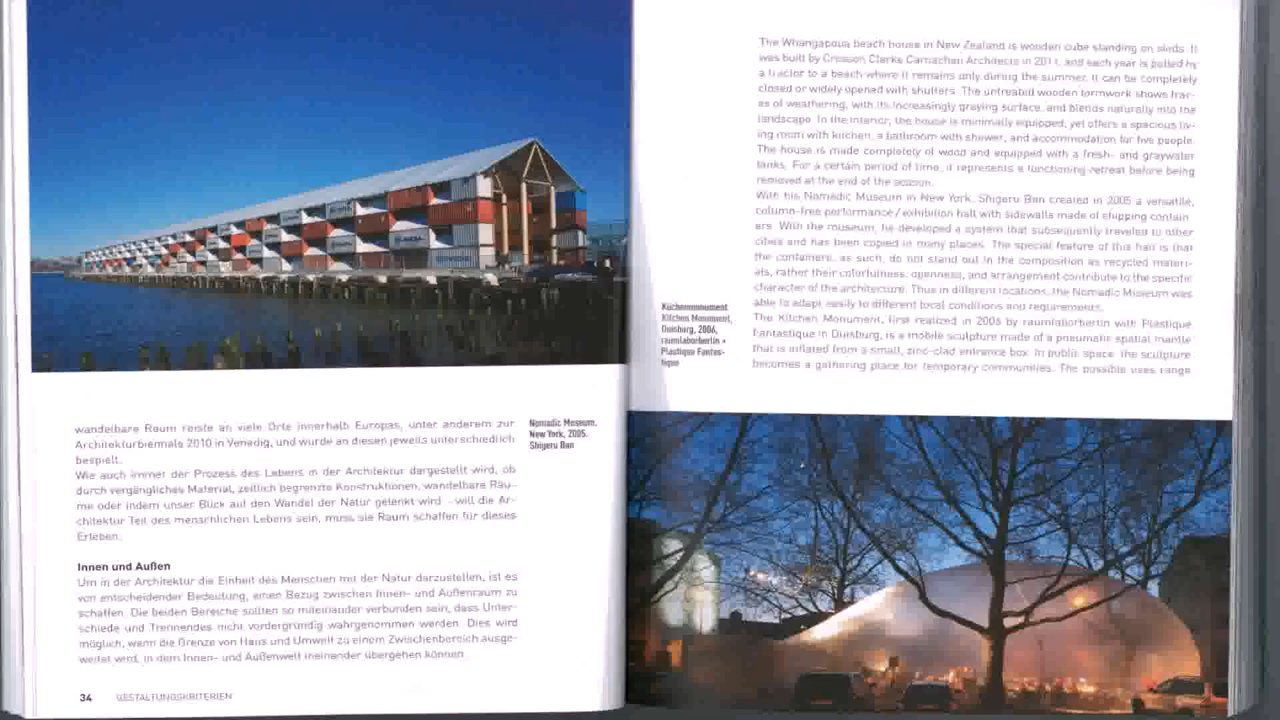 wandelbare Raum reiste an viele Orte innerhalb Europas, unter anderem zur
Architekturbiennale 2010 in Venedig, und wurde an diesen jeweils unterschiedlich
bespielt.
Wie auch immer der Prozess des Lebens in der Architektur dargestellt wird, ob
durch vergängliches Material, zeitlich begrenzte Konstruktionen, wandelbare Räu-
me oder indem unser Blick auf den Wandel der Natur gelenkt wird – will die Ar-
chitektur Teil des menschlichen Lebens sein, muss sie Raum schaffen für dieses
Erleben.
Innen und Außen
Um in der Architektur die Einheit des Menschen mit der Natur darzustellen, ist es
von entscheidender Bedeutung, einen Bezug zwischen Innen- und Außenraum zu
schaffen. Die beiden Bereiche sollten so miteinander verbunden sein, dass Unter-
schiede und Trennendes nicht vordergründig wahrgenommen werden. Dies wird
möglich, wenn die Grenze von Haus und Umwelt zu einem Zwischenbereich ausge-
weitet wird, in dem Innen- und Außenwelt ineinander übergehen können.
Nomadic Museum,
New York, 2005,
Shigeru Ban
34 GESTALTUNGSKRITERIEN
The Whangapoua beach house in New Zealand is wooden cube standing on sleds. It
was built by Crosson Clarke Carnachan Architects in 2011, and each year is pulled by
a tractor to a beach where it remains only during the summer. It can be completely
closed or widely opened with shutters. The untreated wooden formwork shows trac-
es of weathering, with its increasingly graying surface, and blends naturally into the
landscape. In the interior, the house is minimally equipped, yet offers a spacious liv-
ing room with kitchen, a bathroom with shower, and accommodation for five people.
The house is made completely of wood and equipped with a fresh- and graywater
tanks. For a certain period of time, it represents a functioning retreat before being
removed at the end of the season.
With his Nomadic Museum in New York, Shigeru Ban created in 2005 a versatile,
column-free performance / exhibition hall with sidewalls made of shipping contain-
ers. With the museum, he developed a system that subsequently traveled to other
cities and has been copied in many places. The special feature of this hall is that
the containers, as such, do not stand out in the composition as recycled materi-
als, rather their colorfulness, openness, and arrangement contribute to the specific
character of the architecture. Thus in different locations, the Nomadic Museum was
able to adapt easily to different local conditions and requirements.
The Kitchen Monument, first realized in 2006 by raumlaborberlin with Plastique
Fantastique in Duisburg, is a mobile sculpture made of a pneumatic spatial mantle
that is inflated from a small, zinc-clad entrance box. In public space the sculpture
becomes a gathering place for temporary communities. The possible uses range
Küchenmonument
Kitchen Monument,
Duisburg, 2006,
raumlaborberlin +
Plastique Fantas-
tique